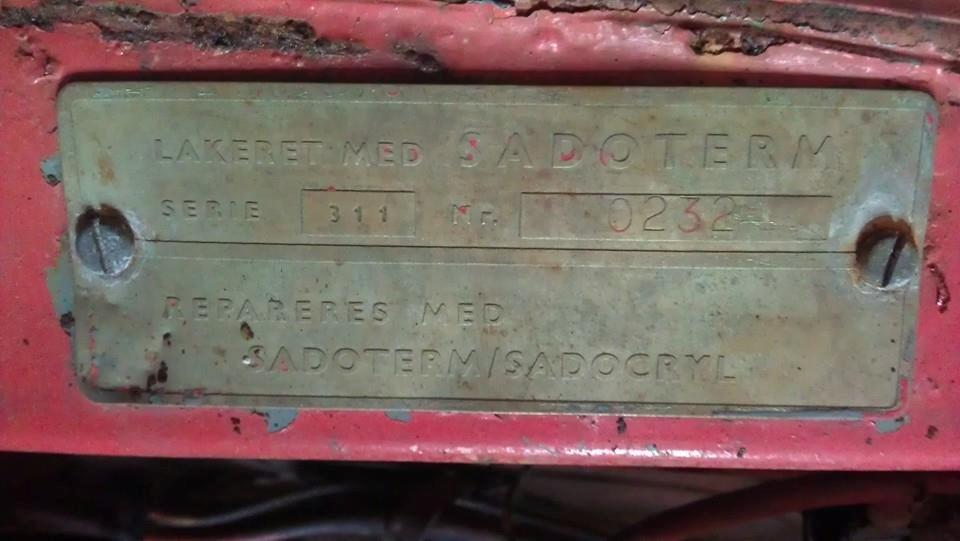 LAKERET MED SADOTERM
SERIE 311 Nr. 0232
REPARERES MED
SADOTERM/SADOCRYL